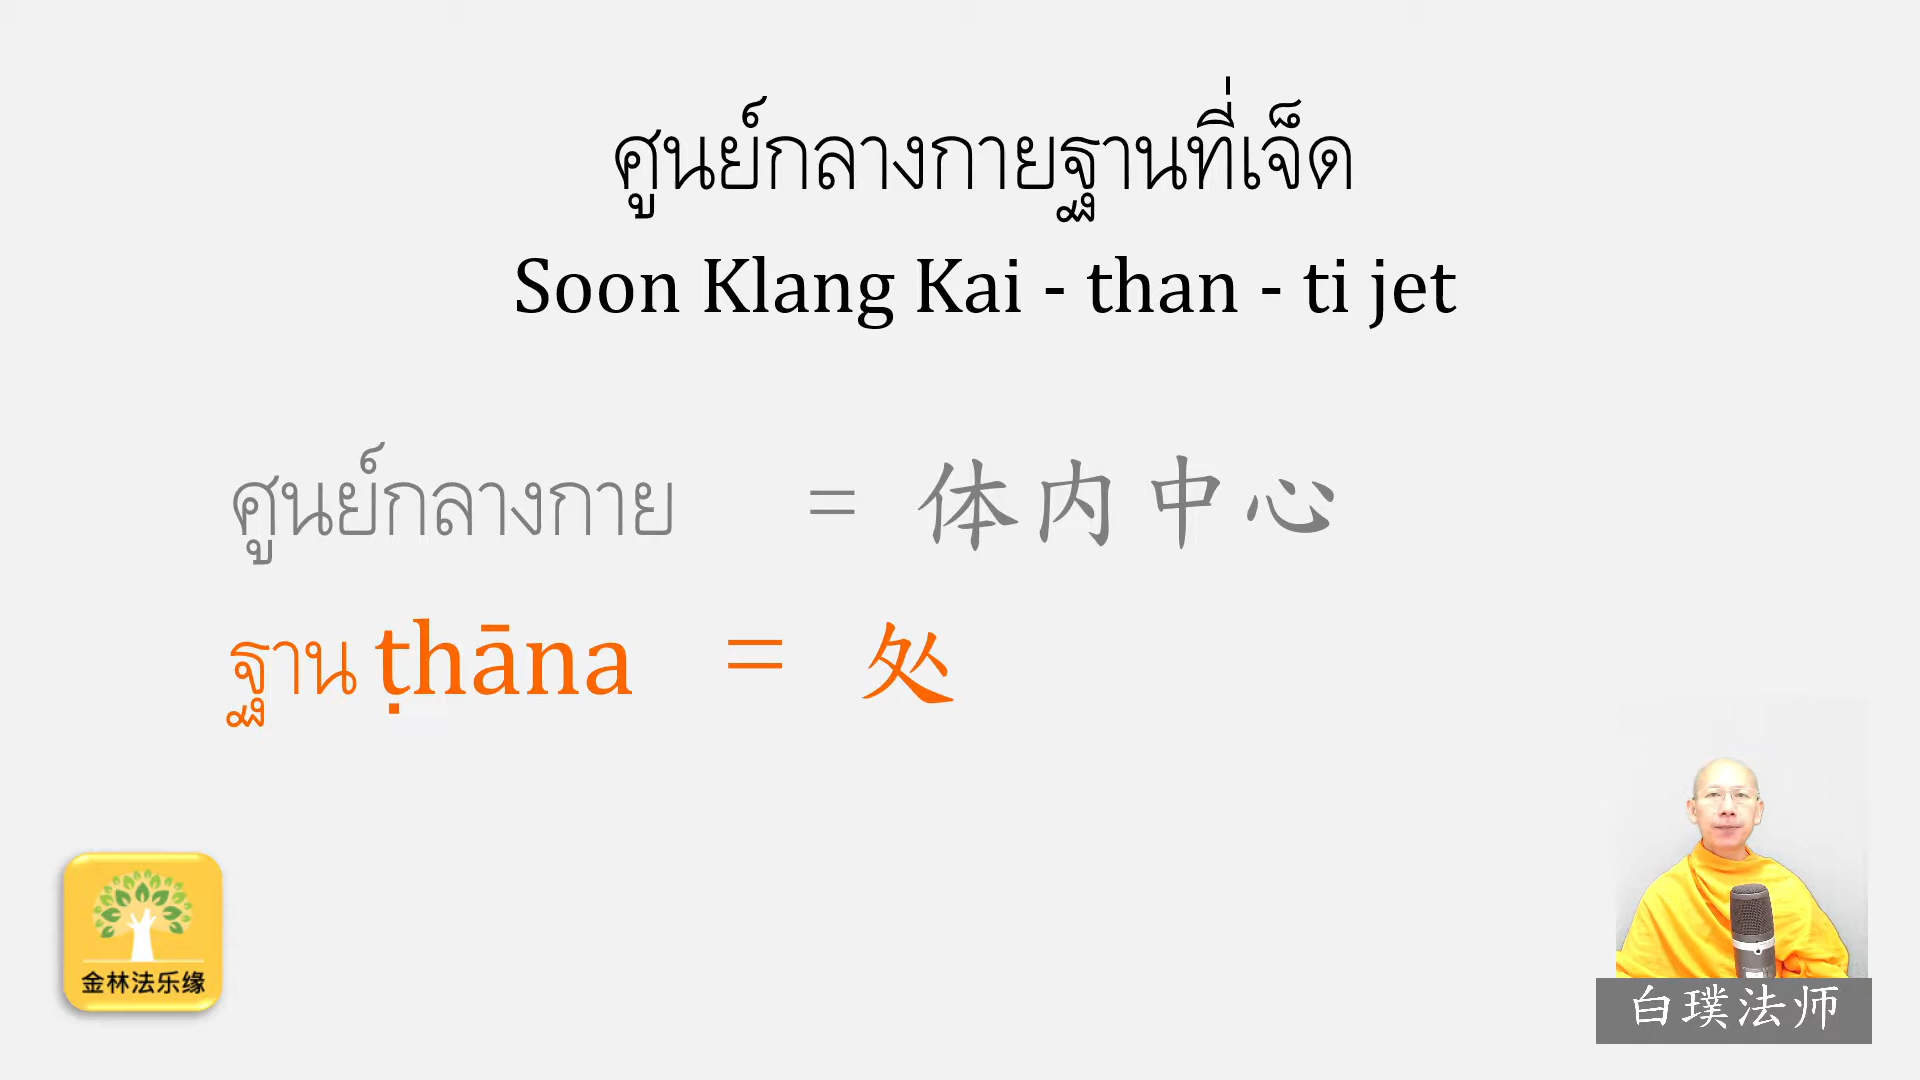 ศูนย์กลางกายฐานที่เจ็ด
Soon Klang Kai - than - ti jet
ศูนย์กลางกาย = 体内中心
ฐาน ṭhāna = 处
金林法乐缘
白璞法师